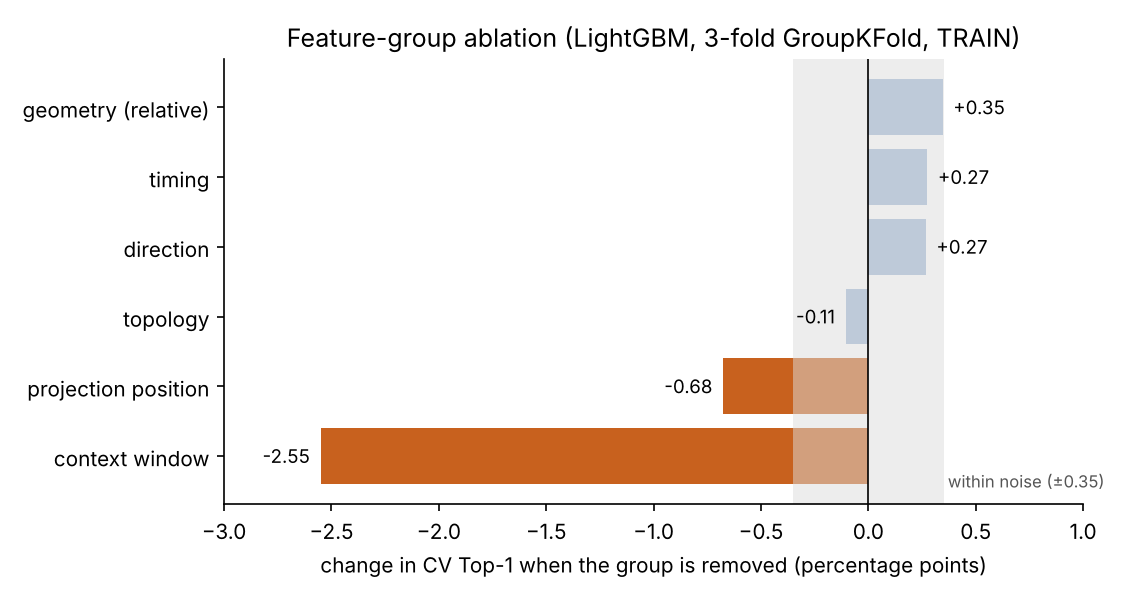 Feature-group ablation (LightGBM, 3-fold GroupKFold, TRAIN)
geometry (relative)
+0.35
timing
+0.27
direction
+0.27
topology
-0.11
projection position
-0.68
context window
-2.55
within noise (±0.35)
−3.0 −2.5 −2.0 −1.5 −1.0 −0.5 0.0 0.5 1.0
change in CV Top-1 when the group is removed (percentage points)